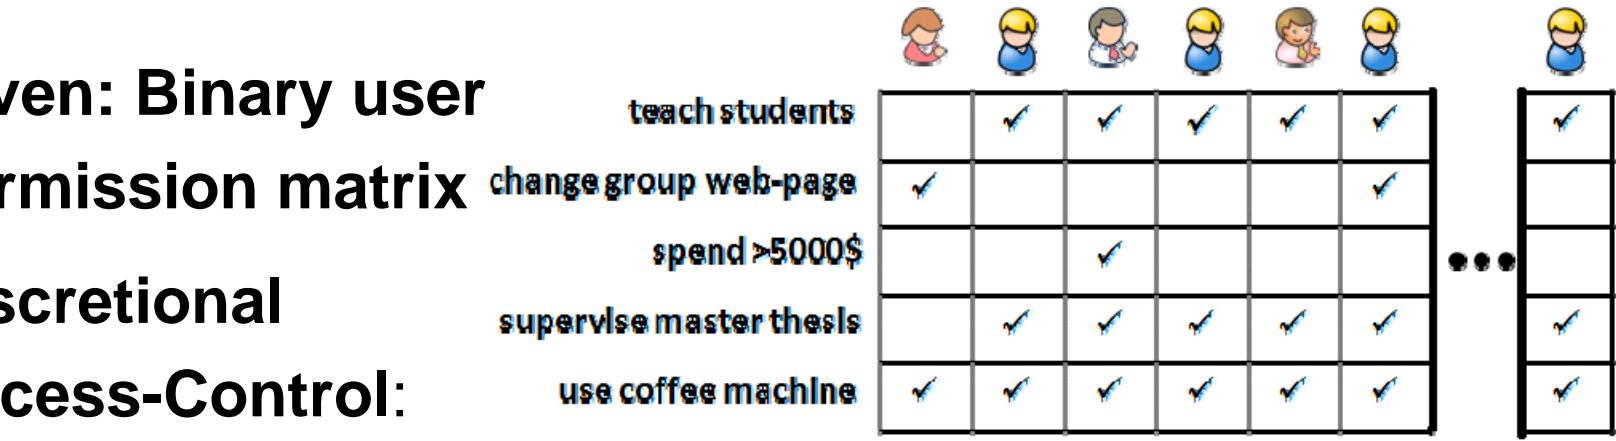 ven: Binary user
rmission matrix
scretional
cess-Control:
teach students
change group web-page
spend >5000$
supervise master thesis
use coffee machine
✓ ✓ ✓ ✓ ✓ ✓
✓ ✓
✓
...
✓ ✓ ✓ ✓ ✓ ✓
✓ ✓ ✓ ✓ ✓ ✓ ✓